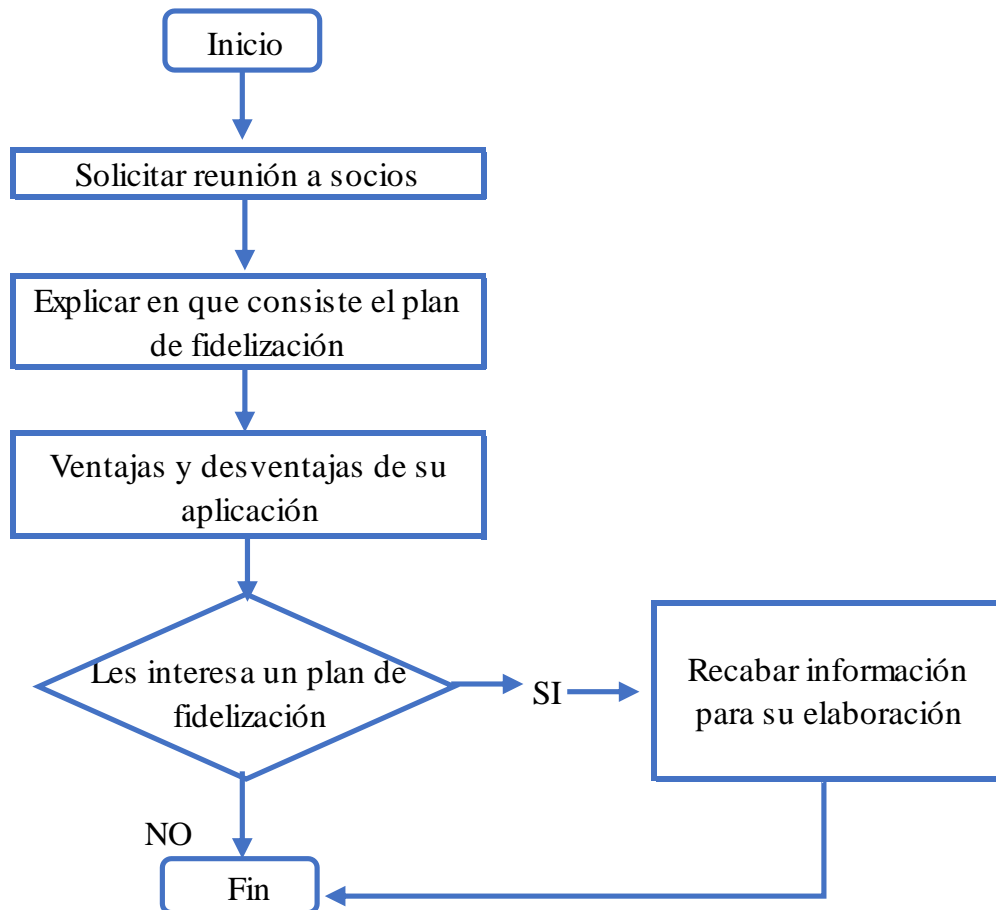 Inicio
Solicitar reunión a socios
Explicar en que consiste el plan
de fidelización
Ventajas y desventajas de su
aplicación
Les interesa un plan de
fidelización
SI
Recabar información
para su elaboración
NO
Fin